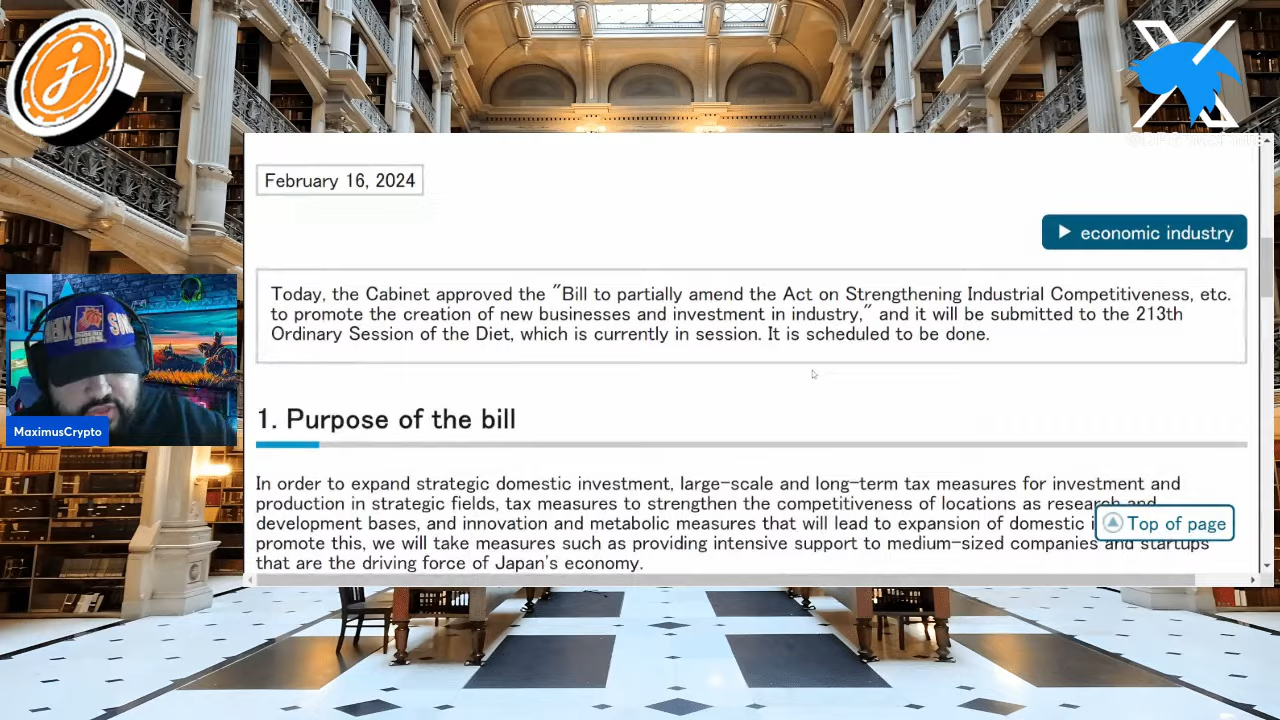 February 16, 2024
▶ economic industry
Today, the Cabinet approved the "Bill to partially amend the Act on Strengthening Industrial Competitiveness, etc.
to promote the creation of new businesses and investment in industry," and it will be submitted to the 213th
Ordinary Session of the Diet, which is currently in session. It is scheduled to be done.
1. Purpose of the bill
In order to expand strategic domestic investment, large-scale and long-term tax measures for investment and
production in strategic fields, tax measures to strengthen the competitiveness of locations as research and
development bases, and innovation and metabolic measures that will lead to expansion of domestic
Top of page
promote this, we will take measures such as providing intensive support to medium-sized companies and startups
that are the driving force of Japan's economy.
MaximusCrypto